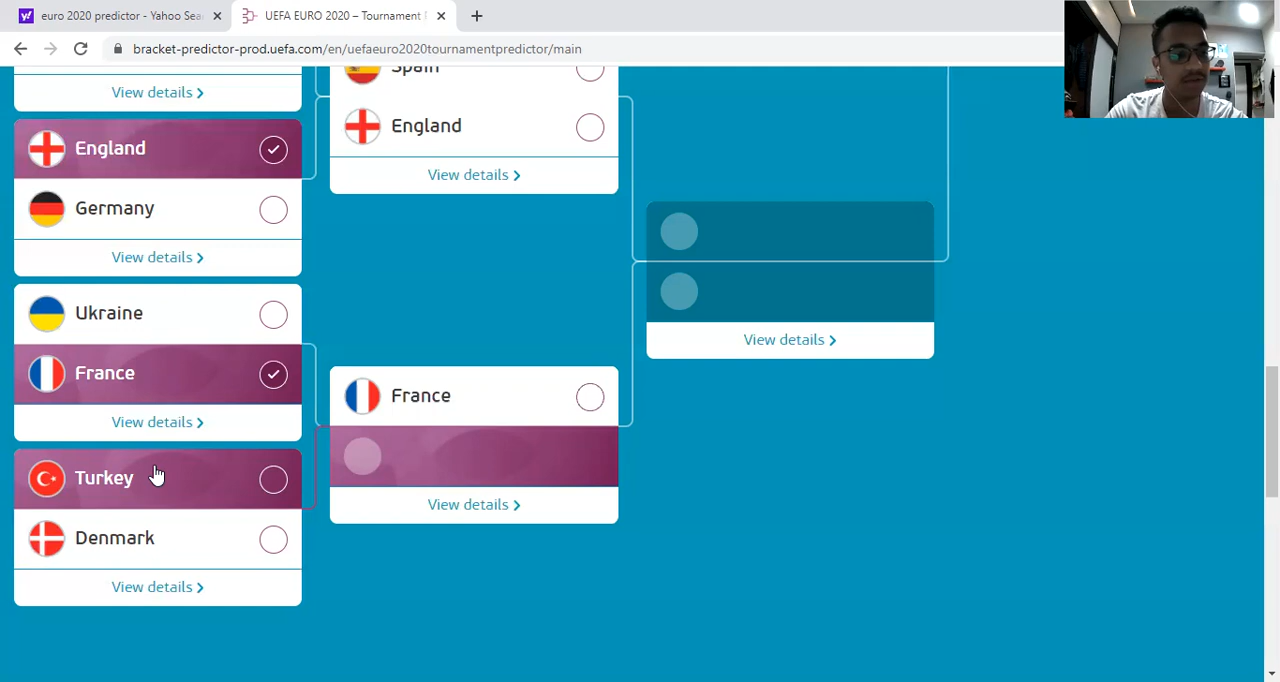 euro 2020 predictor - Yahoo Sea
UEFA EURO 2020 – Tournament P
bracket-predictor-prod.uefa.com/en/uefaeuro2020tournamentpredictor/main
View details
England
Germany
View details
Ukraine
France
View details
Turkey
Denmark
View details
Spain
England
View details
France
View details
View details